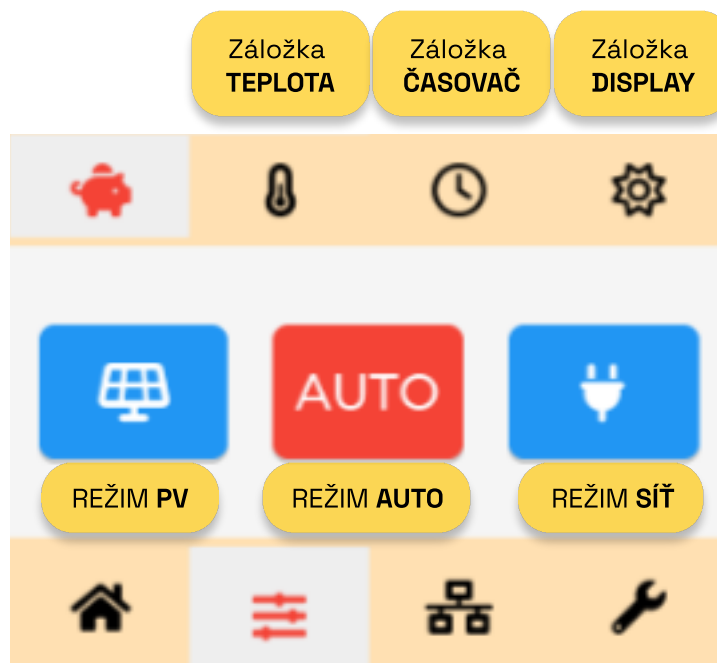 Záložka
TEPLOTA
Záložka
ČASOVAČ
Záložka
DISPLAY
AUTO
REŽIM PV
REŽIM AUTO
REŽIM SÍŤ